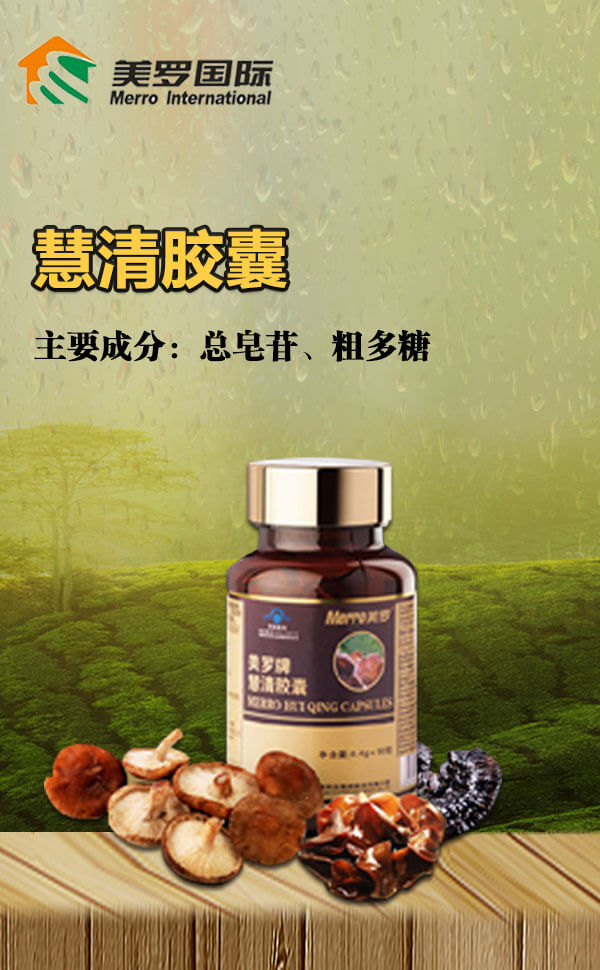 美罗国际
Merro International
慧清胶囊
主要成分：总皂苷、粗多糖
Merro美罗
美罗牌
慧清胶囊
MERRO HUI QING CAPSULES